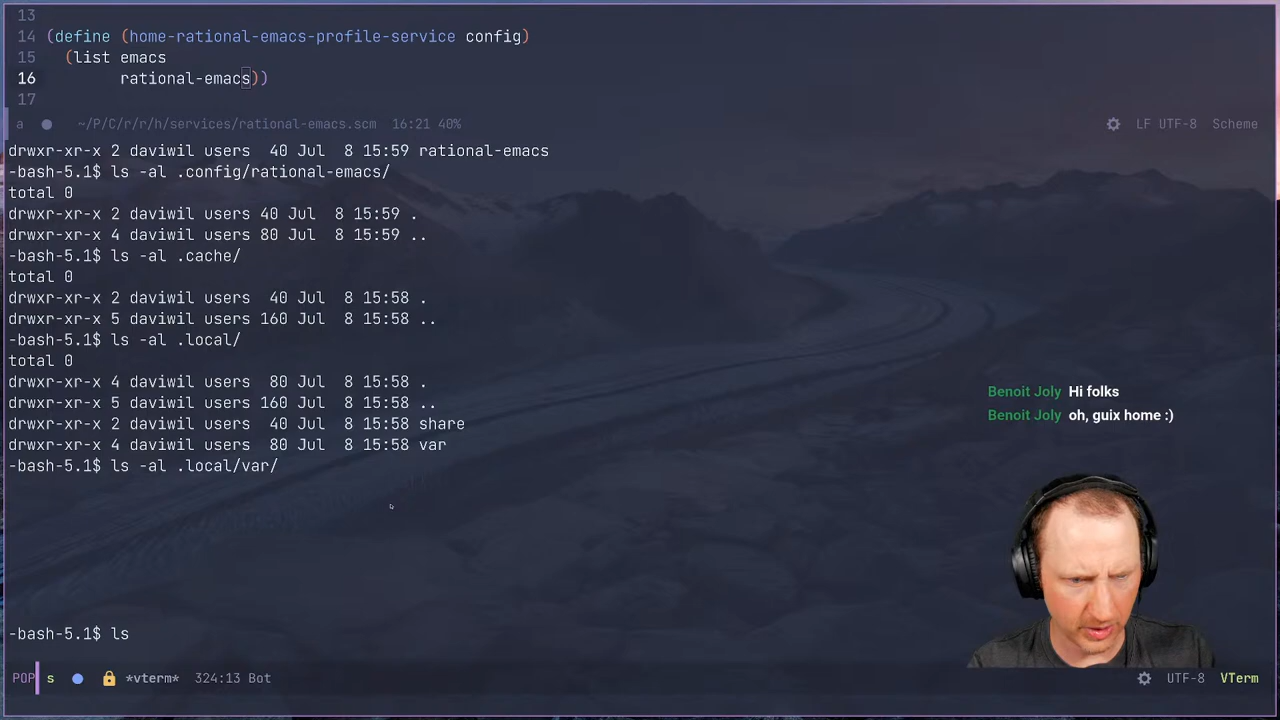 13
14 (define (home-rational-emacs-profile-service config)
15 (list emacs
16 rational-emacs))
17
a ~/P/C/r/r/h/services/rational-emacs.scm 16:21 40% LF UTF-8 Scheme
drwxr-xr-x 2 daviwil users 40 Jul 8 15:59 rational-emacs
-bash-5.1$ ls -al .config/rational-emacs/
total 0
drwxr-xr-x 2 daviwil users 40 Jul 8 15:59 .
drwxr-xr-x 4 daviwil users 80 Jul 8 15:59 ..
-bash-5.1$ ls -al .cache/
total 0
drwxr-xr-x 2 daviwil users 40 Jul 8 15:58 .
drwxr-xr-x 5 daviwil users 160 Jul 8 15:58 ..
-bash-5.1$ ls -al .local/
total 0
drwxr-xr-x 4 daviwil users 80 Jul 8 15:58 .
drwxr-xr-x 5 daviwil users 160 Jul 8 15:58 ..
drwxr-xr-x 2 daviwil users 40 Jul 8 15:58 share
drwxr-xr-x 4 daviwil users 80 Jul 8 15:58 var
-bash-5.1$ ls -al .local/var/
Benoit Joly Hi folks
Benoit Joly oh, guix home :)
-bash-5.1$ ls
POP s *vterm* 324:13 Bot UTF-8 VTerm